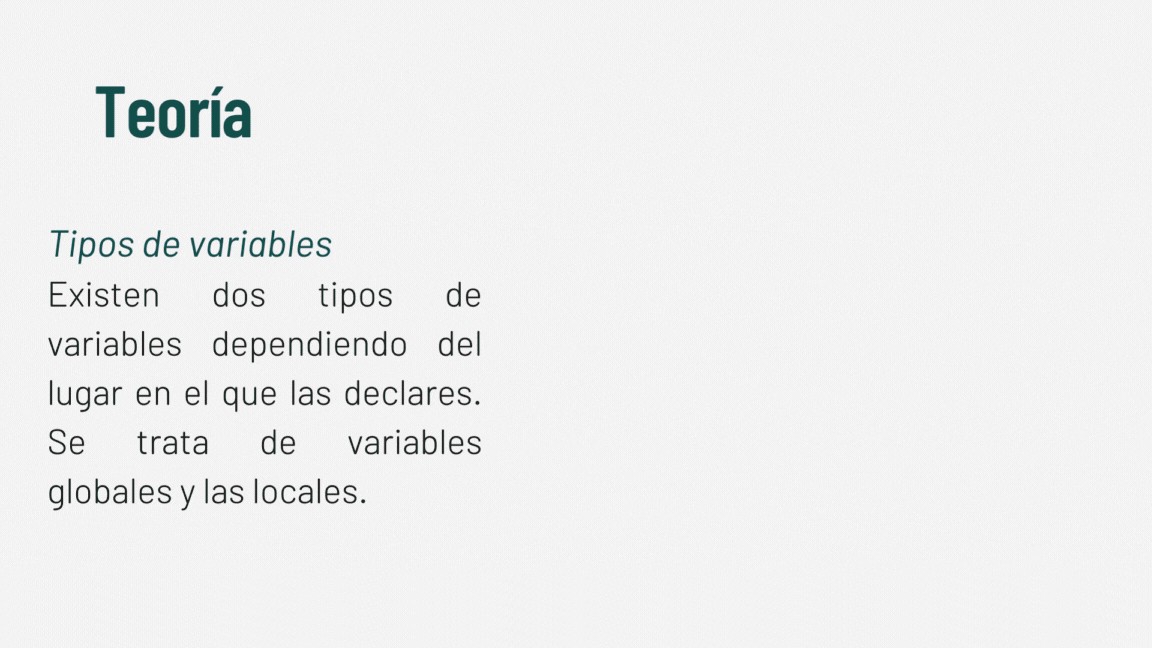 Teoría
Tipos de variables
Existen dos tipos de
variables dependiendo del
lugar en el que las declares.
Se trata de variables
globales y las locales.